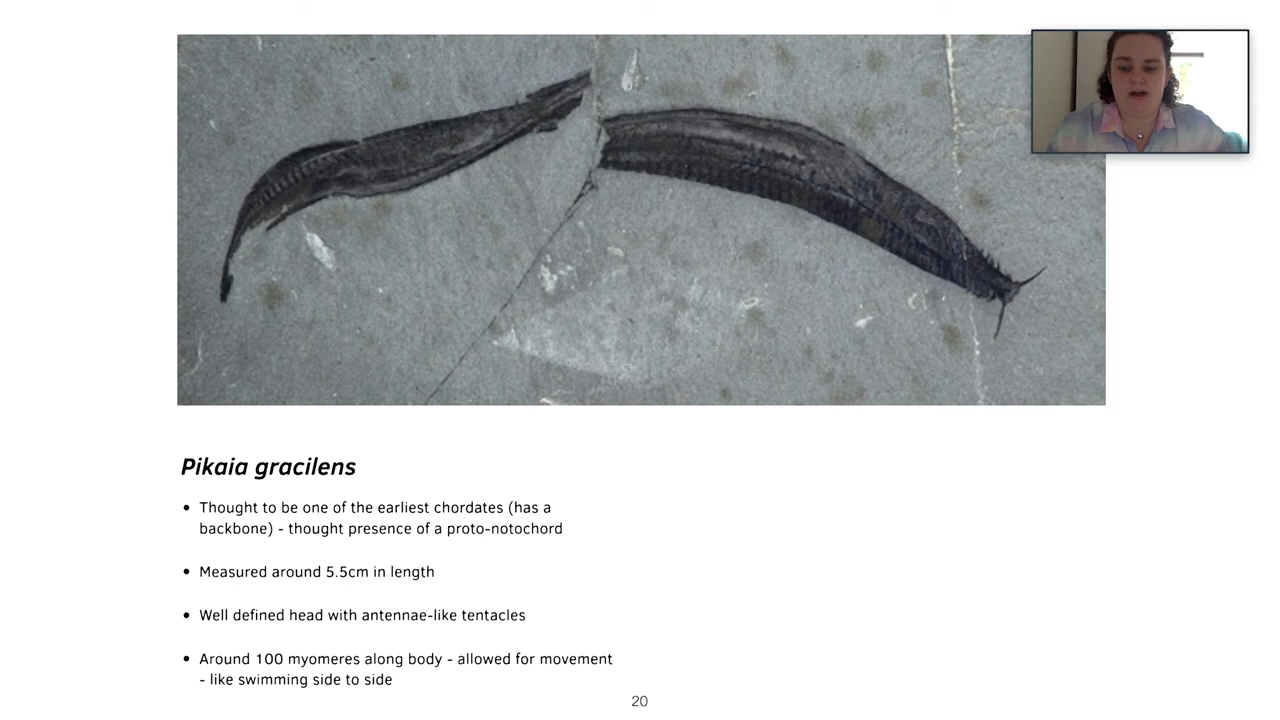 Pikaia gracilens
• Thought to be one of the earliest chordates (has a
backbone) - thought presence of a proto-notochord
• Measured around 5.5cm in length
• Well defined head with antennae-like tentacles
• Around 100 myomeres along body - allowed for movement
- like swimming side to side
20